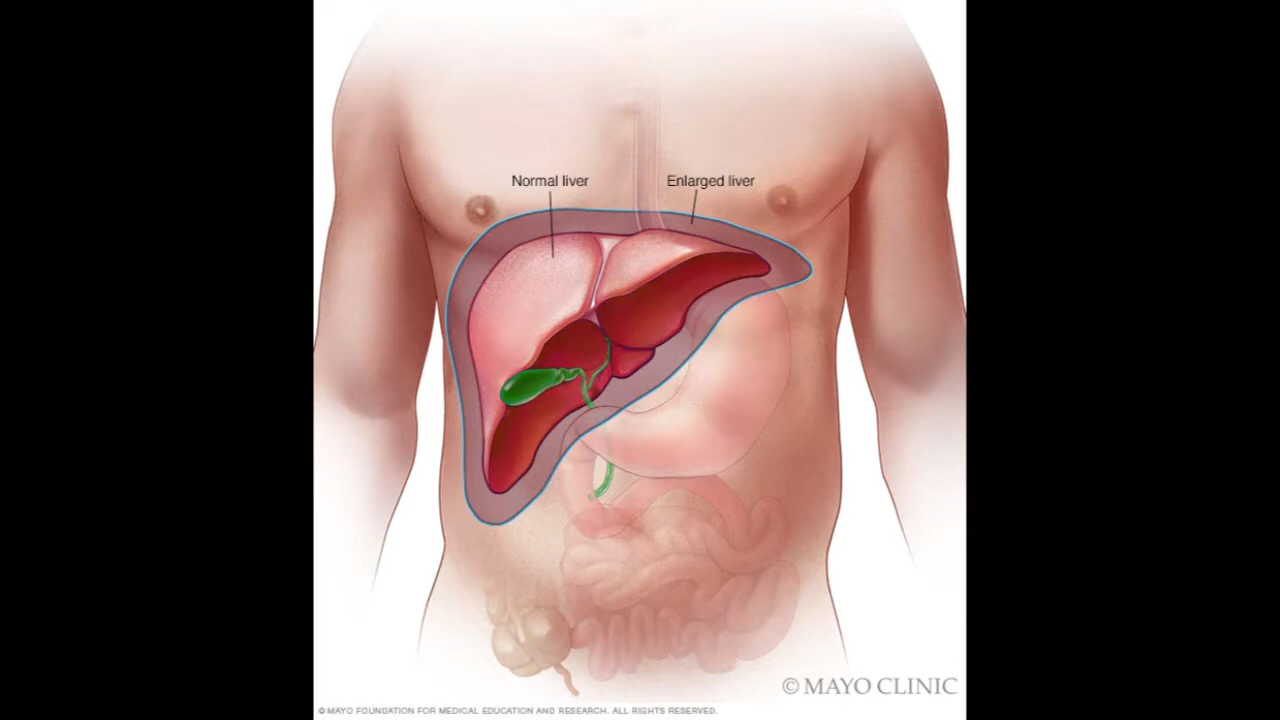 Normal liver
Enlarged liver
© MAYO CLINIC
© MAYO FOUNDATION FOR MEDICAL EDUCATION AND RESEARCH. ALL RIGHTS RESERVED.